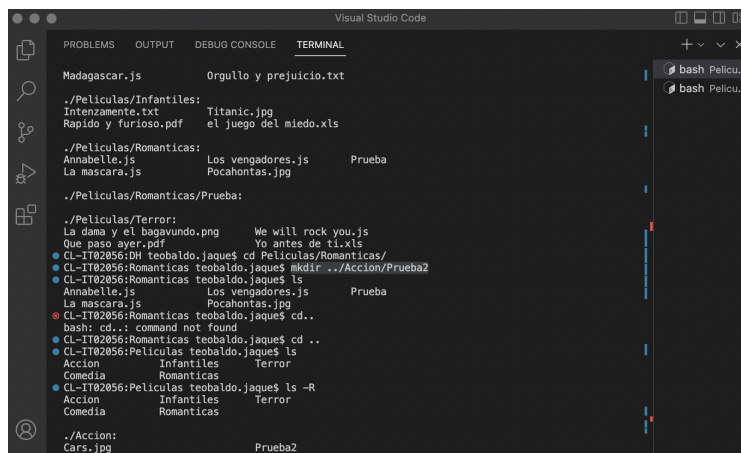 Visual Studio Code
PROBLEMS OUTPUT DEBUG CONSOLE TERMINAL
Madagascar.js Orgullo y prejuicio.txt
./Peliculas/Infantiles:
Intenzamente.txt Titanic.jpg
Rapido y furioso.pdf el juego del miedo.xls
./Peliculas/Romanticas:
Annabelle.js Los vengadores.js Prueba
La mascara.js Pocahontas.jpg
./Peliculas/Romanticas/Prueba:
./Peliculas/Terror:
La dama y el bagavundo.png We will rock you.js
Que paso ayer.pdf Yo antes de ti.xls
CL-IT02056:DH teobaldo.jaque$ cd Peliculas/Romanticas/
CL-IT02056:Romanticas teobaldo.jaque$ mkdir ../Accion/Prueba2
CL-IT02056:Romanticas teobaldo.jaque$ ls
Annabelle.js Los vengadores.js Prueba
La mascara.js Pocahontas.jpg
CL-IT02056:Romanticas teobaldo.jaque$ cd..
bash: cd..: command not found
CL-IT02056:Romanticas teobaldo.jaque$ cd ..
CL-IT02056:Peliculas teobaldo.jaque$ ls
Accion Infantiles Terror
Comedia Romanticas
CL-IT02056:Peliculas teobaldo.jaque$ ls -R
Accion Infantiles Terror
Comedia Romanticas
./Accion:
Cars.jpg Prueba2
bash Pelicu.
bash Pelicu.